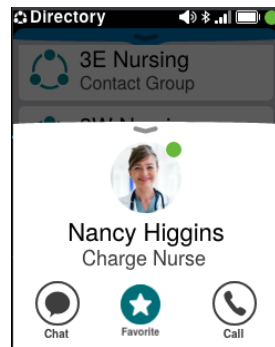 Directory
3E Nursing
Contact Group
Nancy Higgins
Charge Nurse
Chat
Favorite
Call